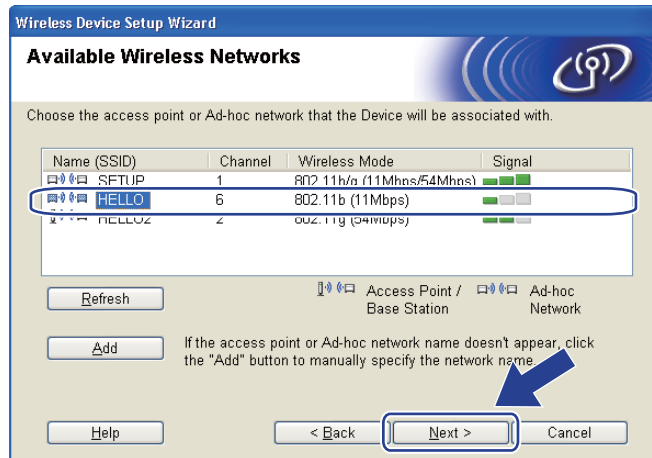 Wireless Device Setup Wizard
Available Wireless Networks
Choose the access point or Ad-hoc network that the Device will be associated with.
Name (SSID) Channel Wireless Mode Signal
SETUP 1 802.11b/g (11Mbps/54Mbps)
HELLO 6 802.11b (11Mbps)
HELLO2 2 802.11g (54Mbps)
Refresh
Access Point / Base Station
Ad-hoc Network
Add
If the access point or Ad-hoc network name doesn't appear, click
the "Add" button to manually specify the network name.
Help
< Back
Next >
Cancel